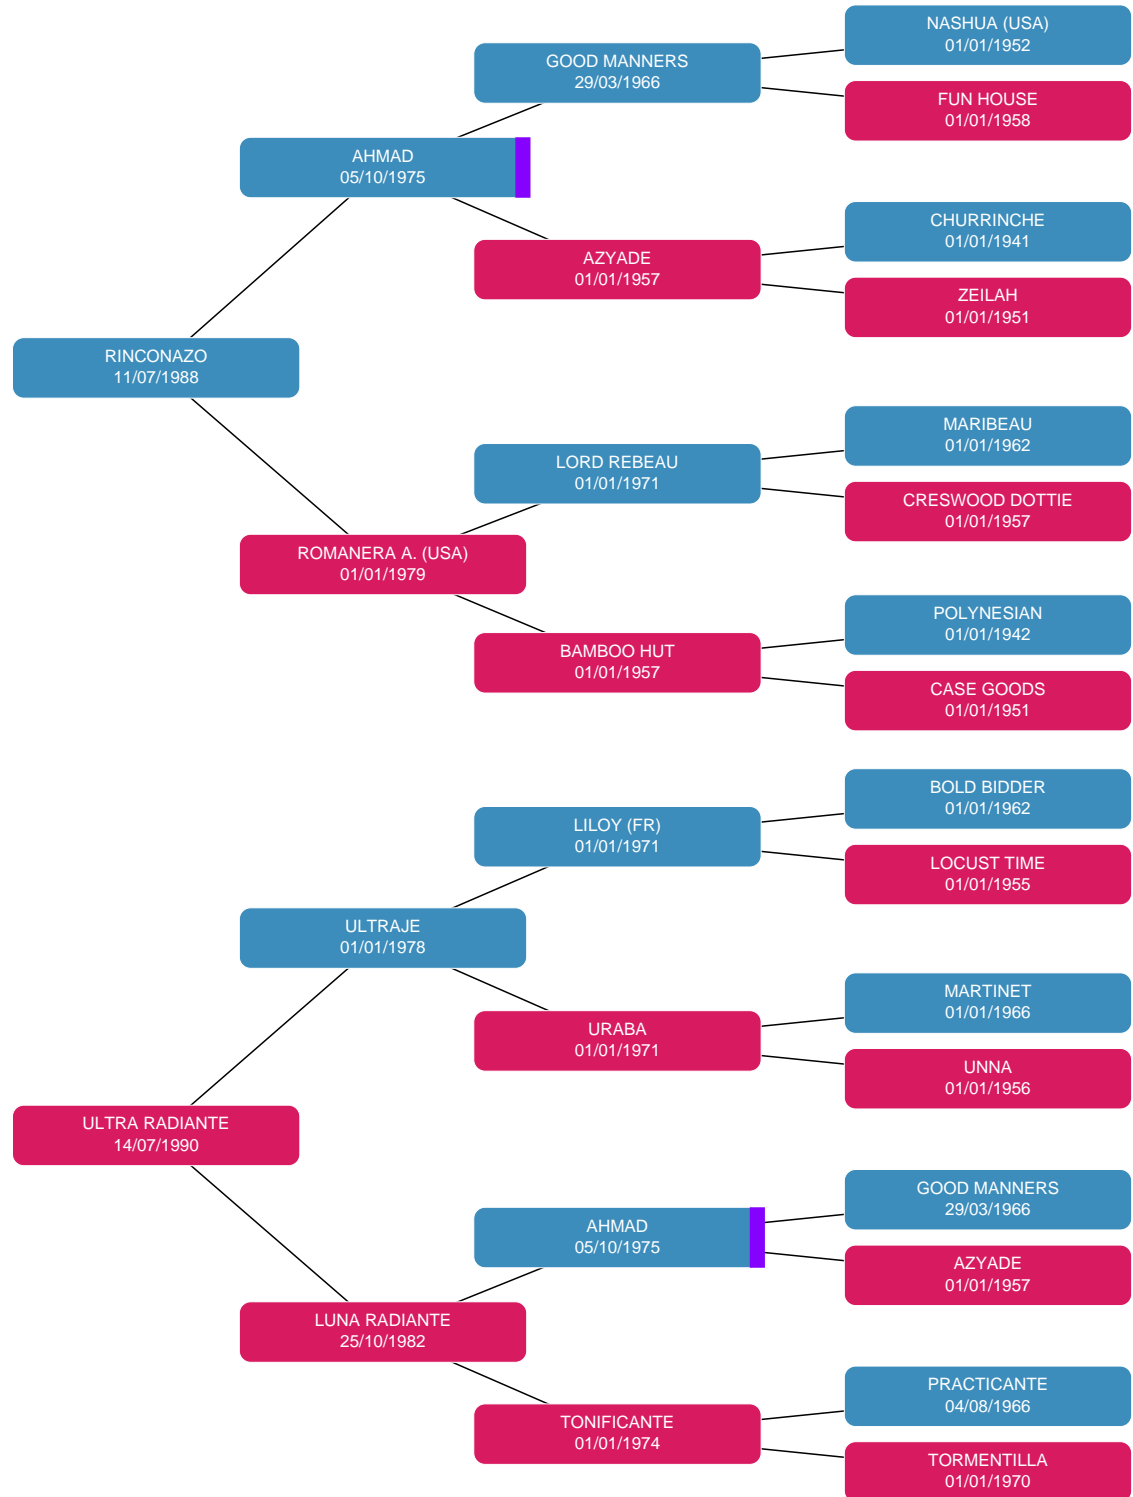 NASHUA (USA)
01/01/1952
GOOD MANNERS
29/03/1966
FUN HOUSE
01/01/1958
AHMAD
05/10/1975
CHURRINCHE
01/01/1941
AZYADE
01/01/1957
ZEILAH
01/01/1951
RINCONAZO
11/07/1988
MARIBEAU
01/01/1962
LORD REBEAU
01/01/1971
CRESWOOD DOTTIE
01/01/1957
ROMANERA A. (USA)
01/01/1979
POLYNESIAN
01/01/1942
BAMBOO HUT
01/01/1957
CASE GOODS
01/01/1951
BOLD BIDDER
01/01/1962
LILOY (FR)
01/01/1971
LOCUST TIME
01/01/1955
ULTRAJE
01/01/1978
MARTINET
01/01/1966
URABA
01/01/1971
UNNA
01/01/1956
ULTRA RADIANTE
14/07/1990
GOOD MANNERS
29/03/1966
AHMAD
05/10/1975
AZYADE
01/01/1957
LUNA RADIANTE
25/10/1982
PRACTICANTE
04/08/1966
TONIFICANTE
01/01/1974
TORMENTILLA
01/01/1970